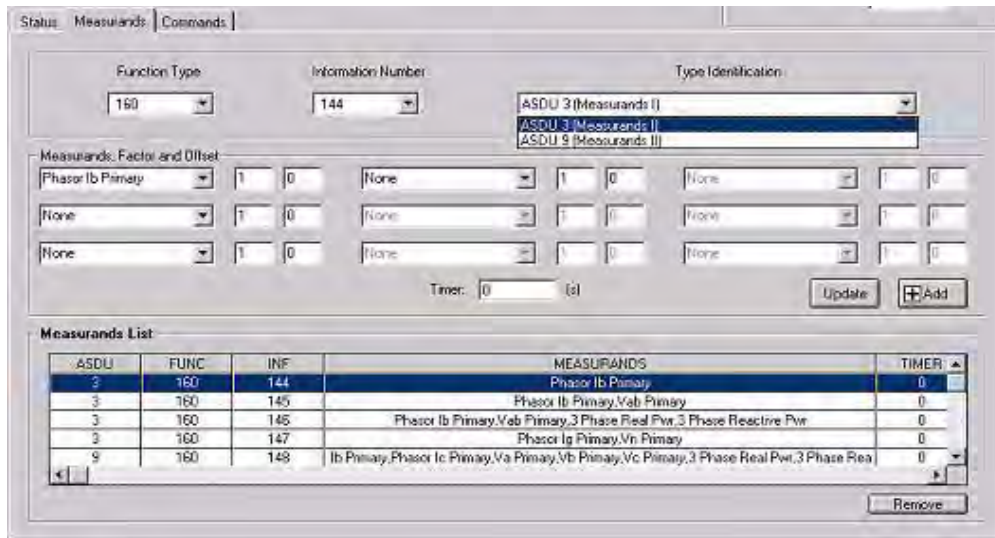 Status Measurands Commands
Function Type Information Number Type Identification
160 144 ASDU 3 (Measurands I)
ASDU 3 (Measurands I)
ASDU 9 (Measurands II)
Measurands, Factor and Offset
Phasor Ib Primary 1 0 None 1 0 None 1 0
None 1 0 None 1 0 None 1 0
None 1 0 None 1 0 None 1 0
Timer: 0 (s) Update Add
Measurands List
ASDU FUNC INF MEASURANDS TIMER
3 160 144 Phasor Ib Primary 0
3 160 145 Phasor Ib Primary,Vab Primary 0
3 160 146 Phasor Ib Primary,Vab Primary,3 Phase Real Pwr,3 Phase Reactive Pwr 0
3 160 147 Phasor Ig Primary,Vn Primary 0
9 160 148 Ib Primary,Phasor Ic Primary,Va Primary,Vb Primary,Vc Primary,3 Phase Real Pwr,3 Phase Rea 0
Remove